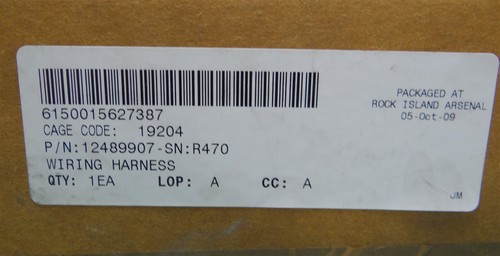 6150015627387
CAGE CODE: 19204
P/N:12489907-SN:R470
WIRING HARNESS
QTY: 1EA LOP: A CC: A
PACKAGED AT
ROCK ISLAND ARSENAL
05-Oct-09
JM